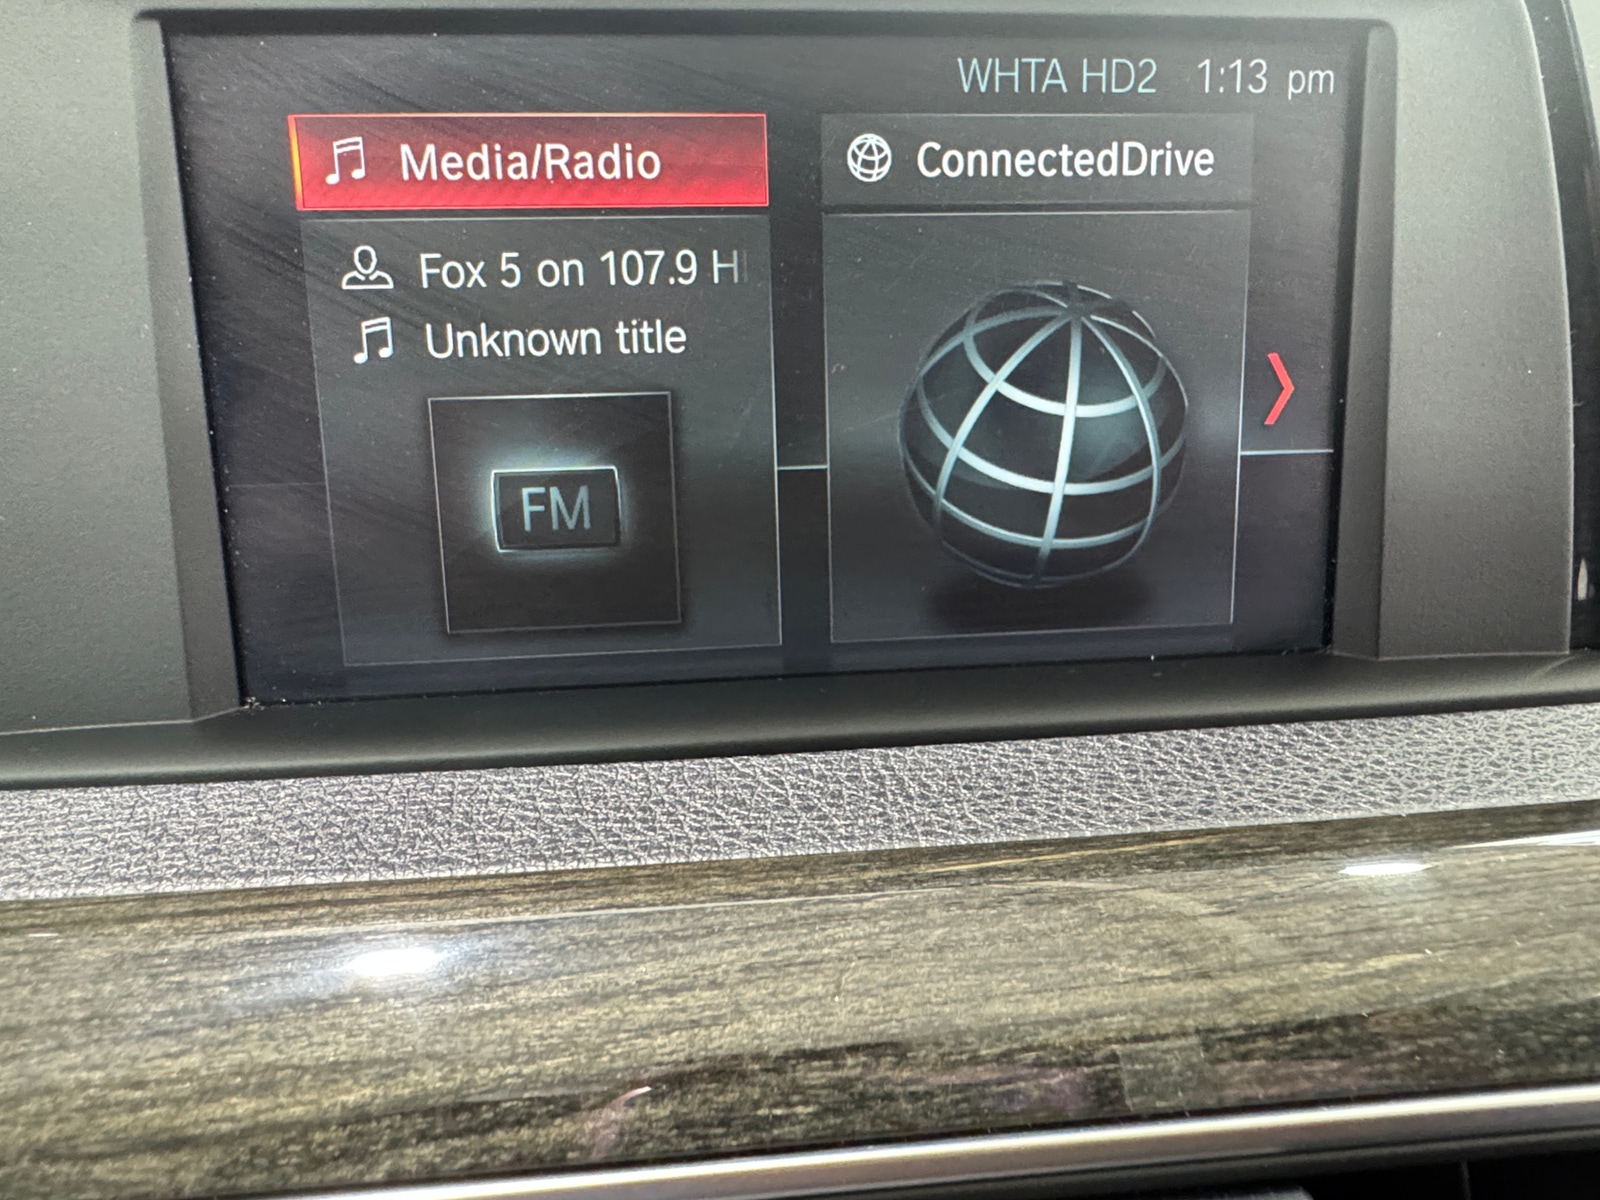 WHTA HD2 1:13 pm
Media/Radio
ConnectedDrive
Fox 5 on 107.9 H
Unknown title
FM